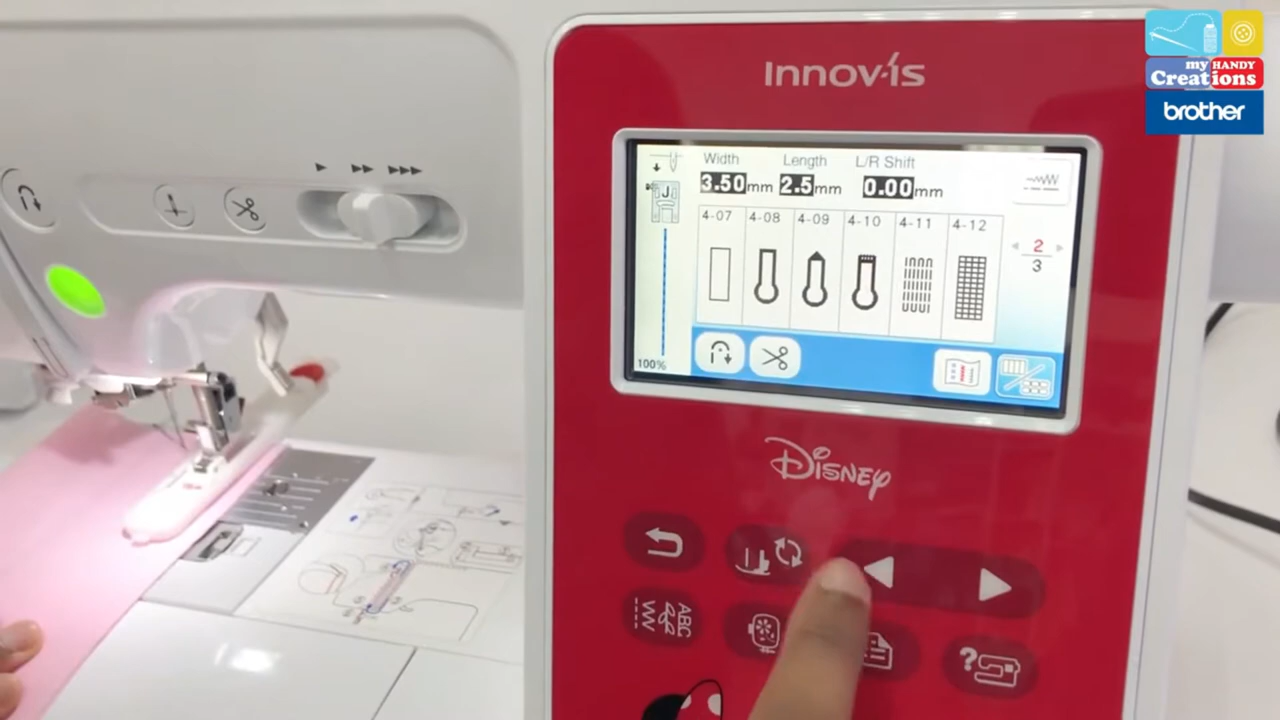 my HANDY
Creations
brother
Innov-ís
Width Length L/R Shift
3.50mm 2.5mm 0.00mm
J
4-07 4-08 4-09 4-10 4-11 4-12
2
3
100%
Disney
ABC
?